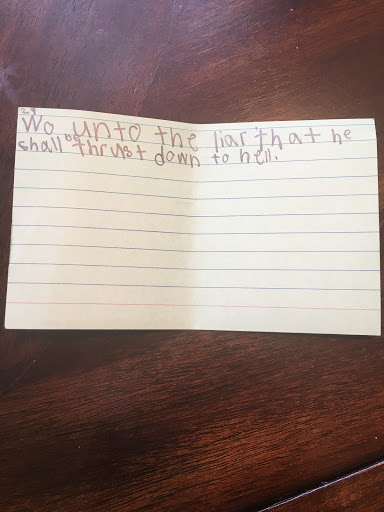 Wo unto the liar that he
shall be thrust down to hell.